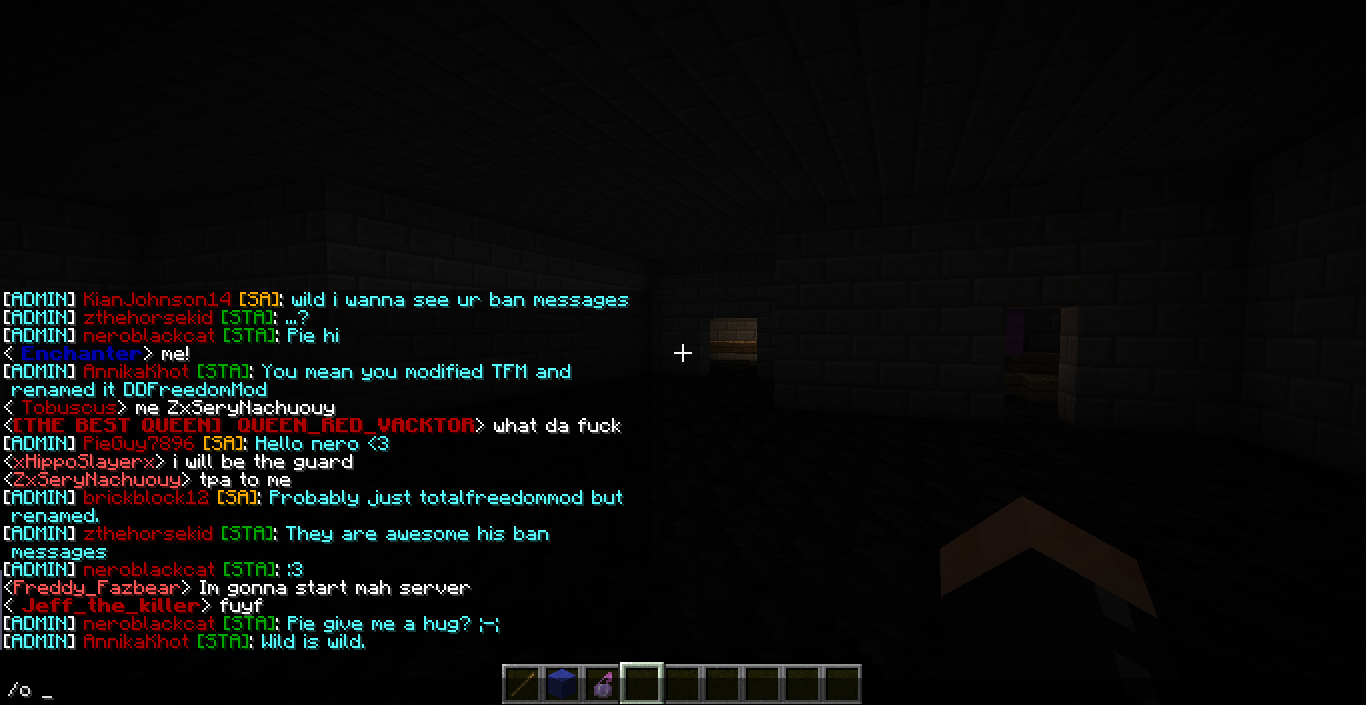 [ADMIN] KianJohnson14 [SA]: wild i wanna see ur ban messages
[ADMIN] zthehorsekid [STA]: ...?
[ADMIN] neroblackcat [STA]: Pie hi
< Enchanter> me!
[ADMIN] AnnikaKhot [STA]: You mean you modified TFM and
renamed it DDFreedomMod
< Tobuscus> me ZxSeryNachuouy
<[THE BEST QUEEN] QUEEN_RED_VACKTOR> what da fuck
[ADMIN] PieGuy7896 [SA]: Hello nero <3
<xHippoSlayerx> i will be the guard
<ZxSeryNachuouy> tpa to me
[ADMIN] brickblock12 [SA]: Probably just totalfreedommod but
renamed.
[ADMIN] zthehorsekid [STA]: They are awesome his ban
messages
[ADMIN] neroblackcat [STA]: :3
<Freddy_Fazbear> Im gonna start mah server
< Jeff_the_killer> fuyf
[ADMIN] neroblackcat [STA]: Pie give me a hug? ;-;
[ADMIN] AnnikaKhot [STA]: Wild is wild.
/o _